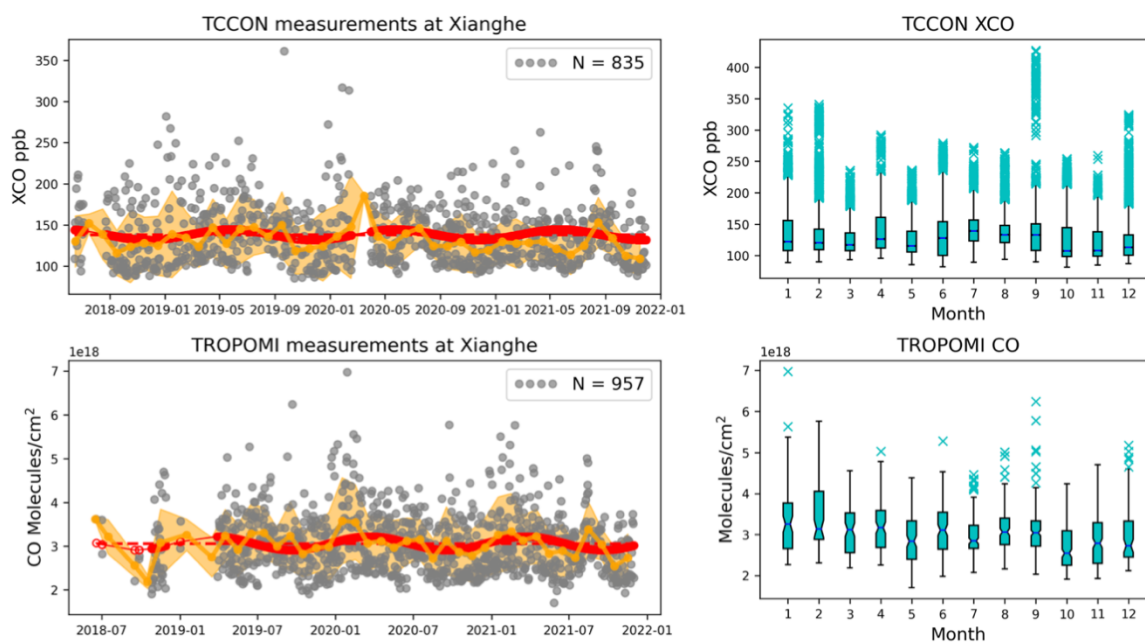 TCCON measurements at Xianghe
XCO ppb
350
300
250
200
150
100
N = 835
2018-09 2019-01 2019-05 2019-09 2020-01 2020-05 2020-09 2021-01 2021-05 2021-09 2022-01
TCCON XCO
XCO ppb
400
350
300
250
200
150
100
1 2 3 4 5 6 7 8 9 10 11 12
Month
TROPOMI measurements at Xianghe
1e18
CO Molecules/cm²
7
6
5
4
3
2
N = 957
2018-07 2019-01 2019-07 2020-01 2020-07 2021-01 2021-07 2022-01
TROPOMI CO
1e18
Molecules/cm²
7
6
5
4
3
2
1 2 3 4 5 6 7 8 9 10 11 12
Month